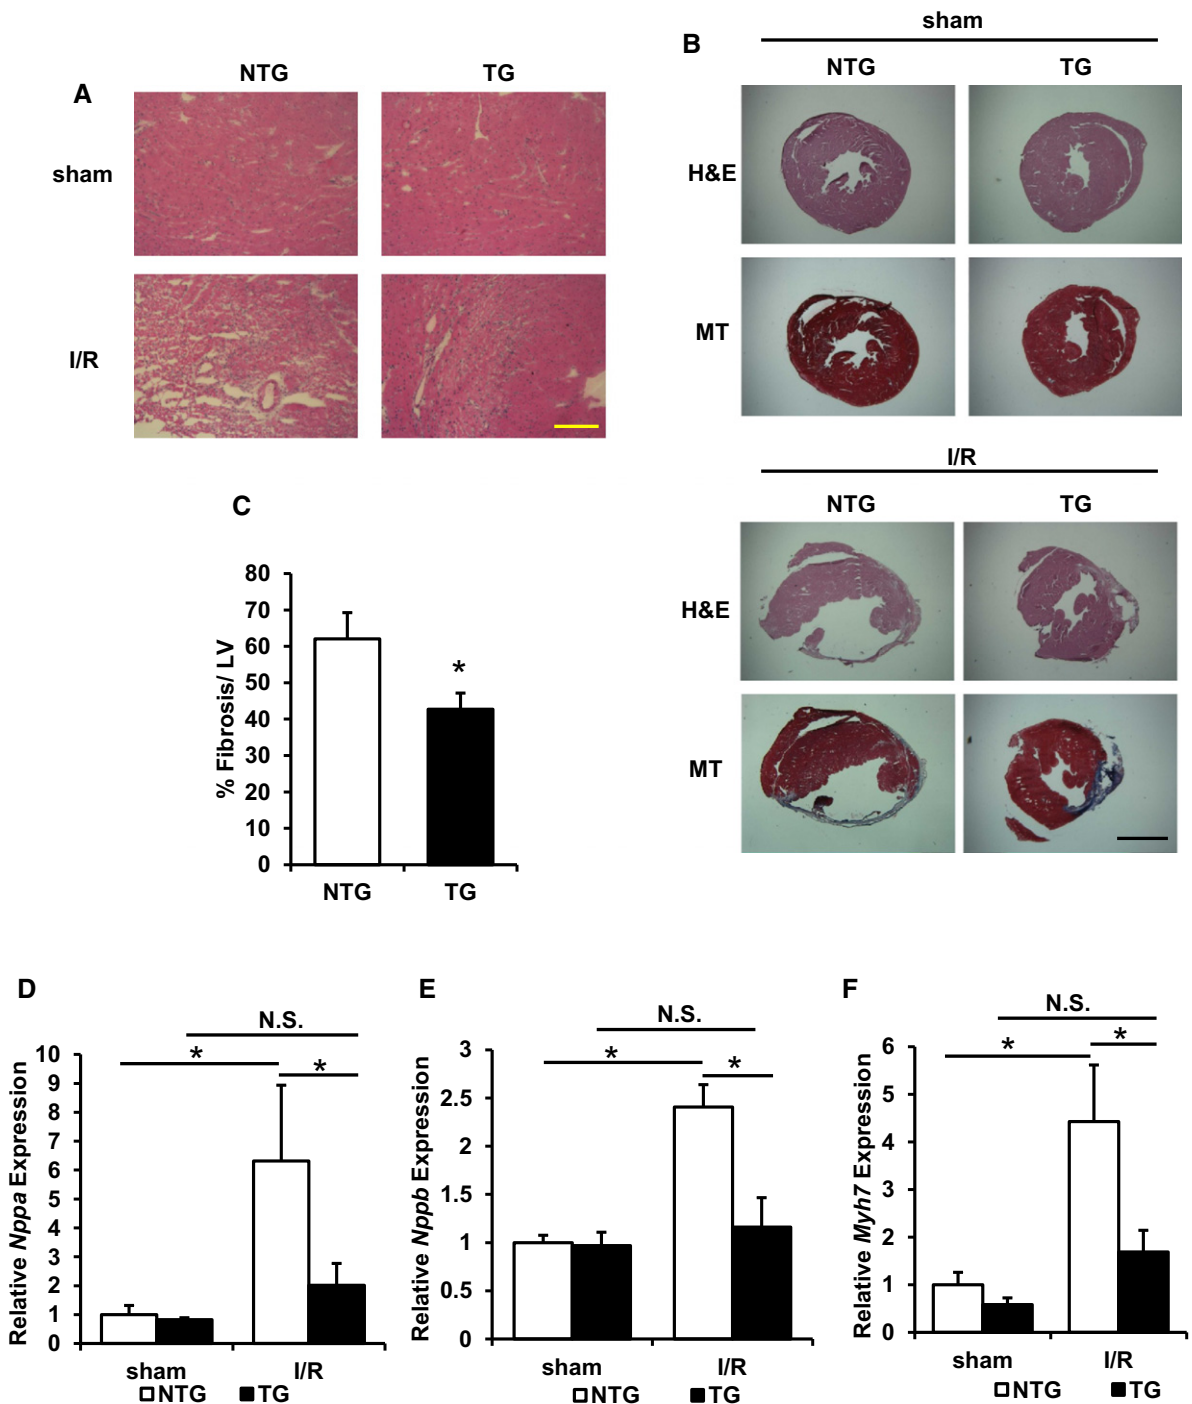 A
NTG TG
sham
I/R
B
sham
NTG TG
H&E
MT
I/R
NTG TG
H&E
MT
C
% Fibrosis/ LV
80
70
60
50
40
30
20
10
0
*
NTG TG
D
Relative Nppa Expression
10
9
8
7
6
5
4
3
2
1
0
N.S.
*
*
sham I/R
NTG TG
E
Relative Nppb Expression
3
2.5
2
1.5
1
0.5
0
N.S.
*
*
sham I/R
NTG TG
F
Relative Myh7 Expression
6
5
4
3
2
1
0
N.S.
*
*
sham I/R
NTG TG